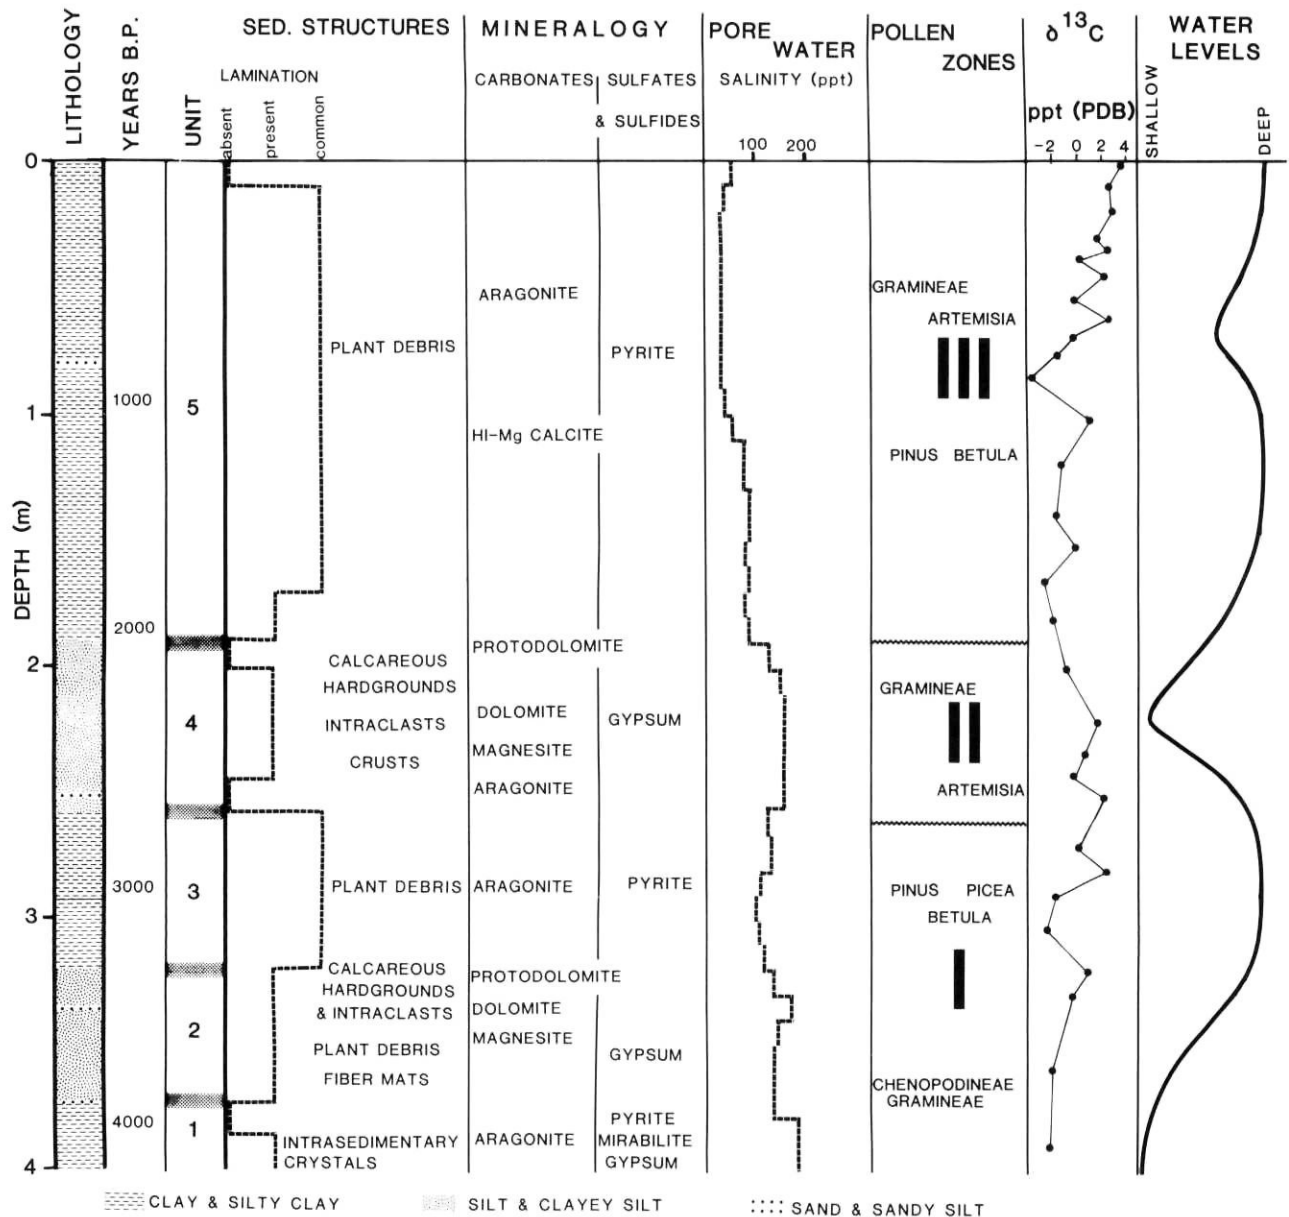 LITHOLOGY
YEARS B.P.
UNIT
SED. STRUCTURES
LAMINATION
absent
present
common
MINERALOGY
CARBONATES
SULFATES
& SULFIDES
PORE
WATER
SALINITY (ppt)
100 200
POLLEN
ZONES
δ13C
ppt (PDB)
-2 0 2 4
WATER
LEVELS
SHALLOW
DEEP
DEPTH (m)
0
1
2
3
4
1000
2000
3000
4000
5
4
3
2
1
PLANT DEBRIS
CALCAREOUS
HARDGROUNDS
INTRACLASTS
CRUSTS
PLANT DEBRIS
CALCAREOUS
HARDGROUNDS
& INTRACLASTS
PLANT DEBRIS
FIBER MATS
INTRASEDIMENTARY
CRYSTALS
ARAGONITE
HI-Mg CALCITE
PROTODOLOMITE
DOLOMITE
MAGNESITE
ARAGONITE
ARAGONITE
PROTODOLOMITE
DOLOMITE
MAGNESITE
ARAGONITE
PYRITE
GYPSUM
PYRITE
GYPSUM
PYRITE
MIRABILITE
GYPSUM
GRAMINEAE
ARTEMISIA
III
PINUS BETULA
GRAMINEAE
II
ARTEMISIA
PINUS PICEA
BETULA
I
CHENOPODINEAE
GRAMINEAE
CLAY & SILTY CLAY
SILT & CLAYEY SILT
SAND & SANDY SILT